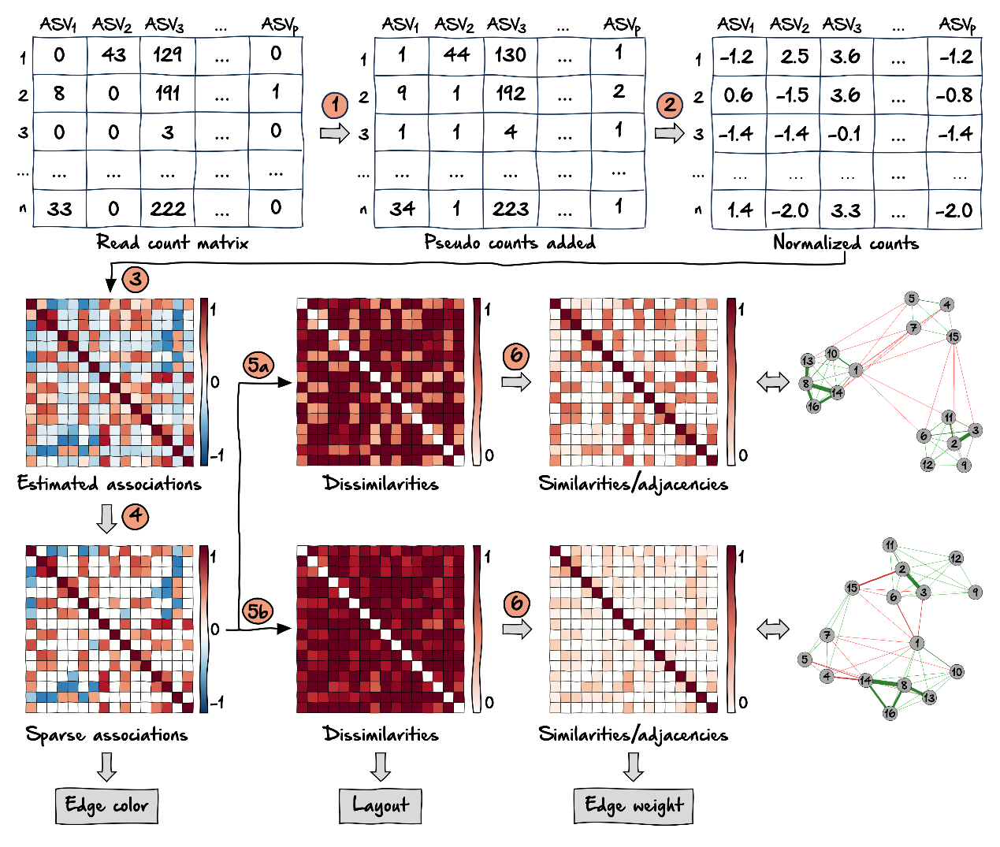 ASV1 ASV2 ASV3 ... ASVp
1 0 43 129 ... 0
2 8 0 191 ... 1
3 0 0 3 ... 0
... ... ... ... ... ...
n 33 0 222 ... 0
Read count matrix
1
ASV1 ASV2 ASV3 ... ASVp
1 1 44 130 ... 1
2 9 1 192 ... 2
3 1 1 4 ... 1
... ... ... ... ... ...
n 34 1 223 ... 1
Pseudo counts added
2
ASV1 ASV2 ASV3 ... ASVp
1 -1.2 2.5 3.6 ... -1.2
2 0.6 -1.5 3.6 ... -0.8
3 -1.4 -1.4 -0.1 ... -1.4
... ... ... ... ... ...
n 1.4 -2.0 3.3 ... -2.0
Normalized counts
3
1
0
-1
Estimated associations
5a
1
0
Dissimilarities
6
1
0
Similarities/adjacencies
5
4
7
15
10
13
1
8
14
16
11
3
6
2
12
9
4
1
0
-1
Sparse associations
5b
1
0
Dissimilarities
6
1
0
Similarities/adjacencies
11
12
2
15
6
3
9
7
1
5
4
14
8
10
13
16
Edge color
Layout
Edge weight